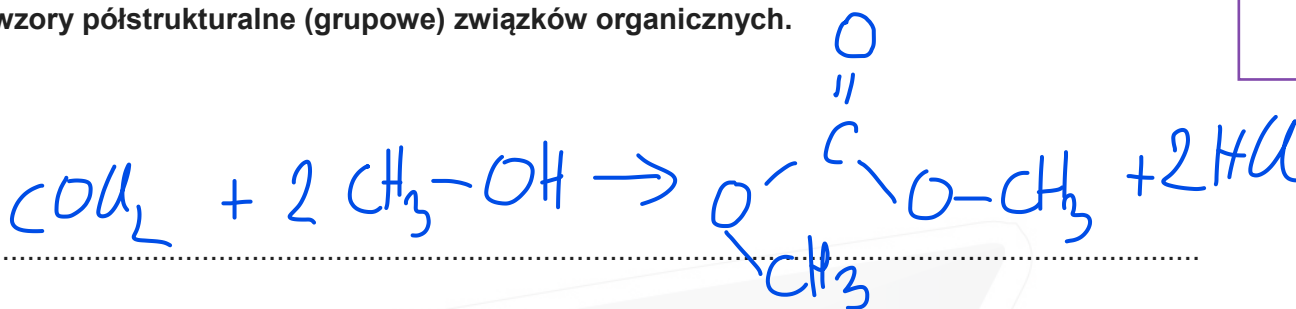 wzory półstrukturalne (grupowe) związków organicznych.
O
||
COCl₂ + 2 CH₃–OH → O–C–O–CH₃ + 2HCl
CH₃